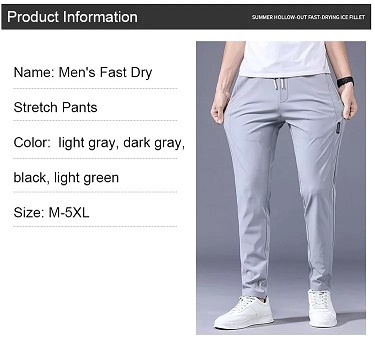 Product Information
SUMMER HOLLOW-OUT FAST-DRYING ICE FILLET
Name: Men's Fast Dry
Stretch Pants
Color:  light gray, dark gray,
black, light green
Size: M-5XL